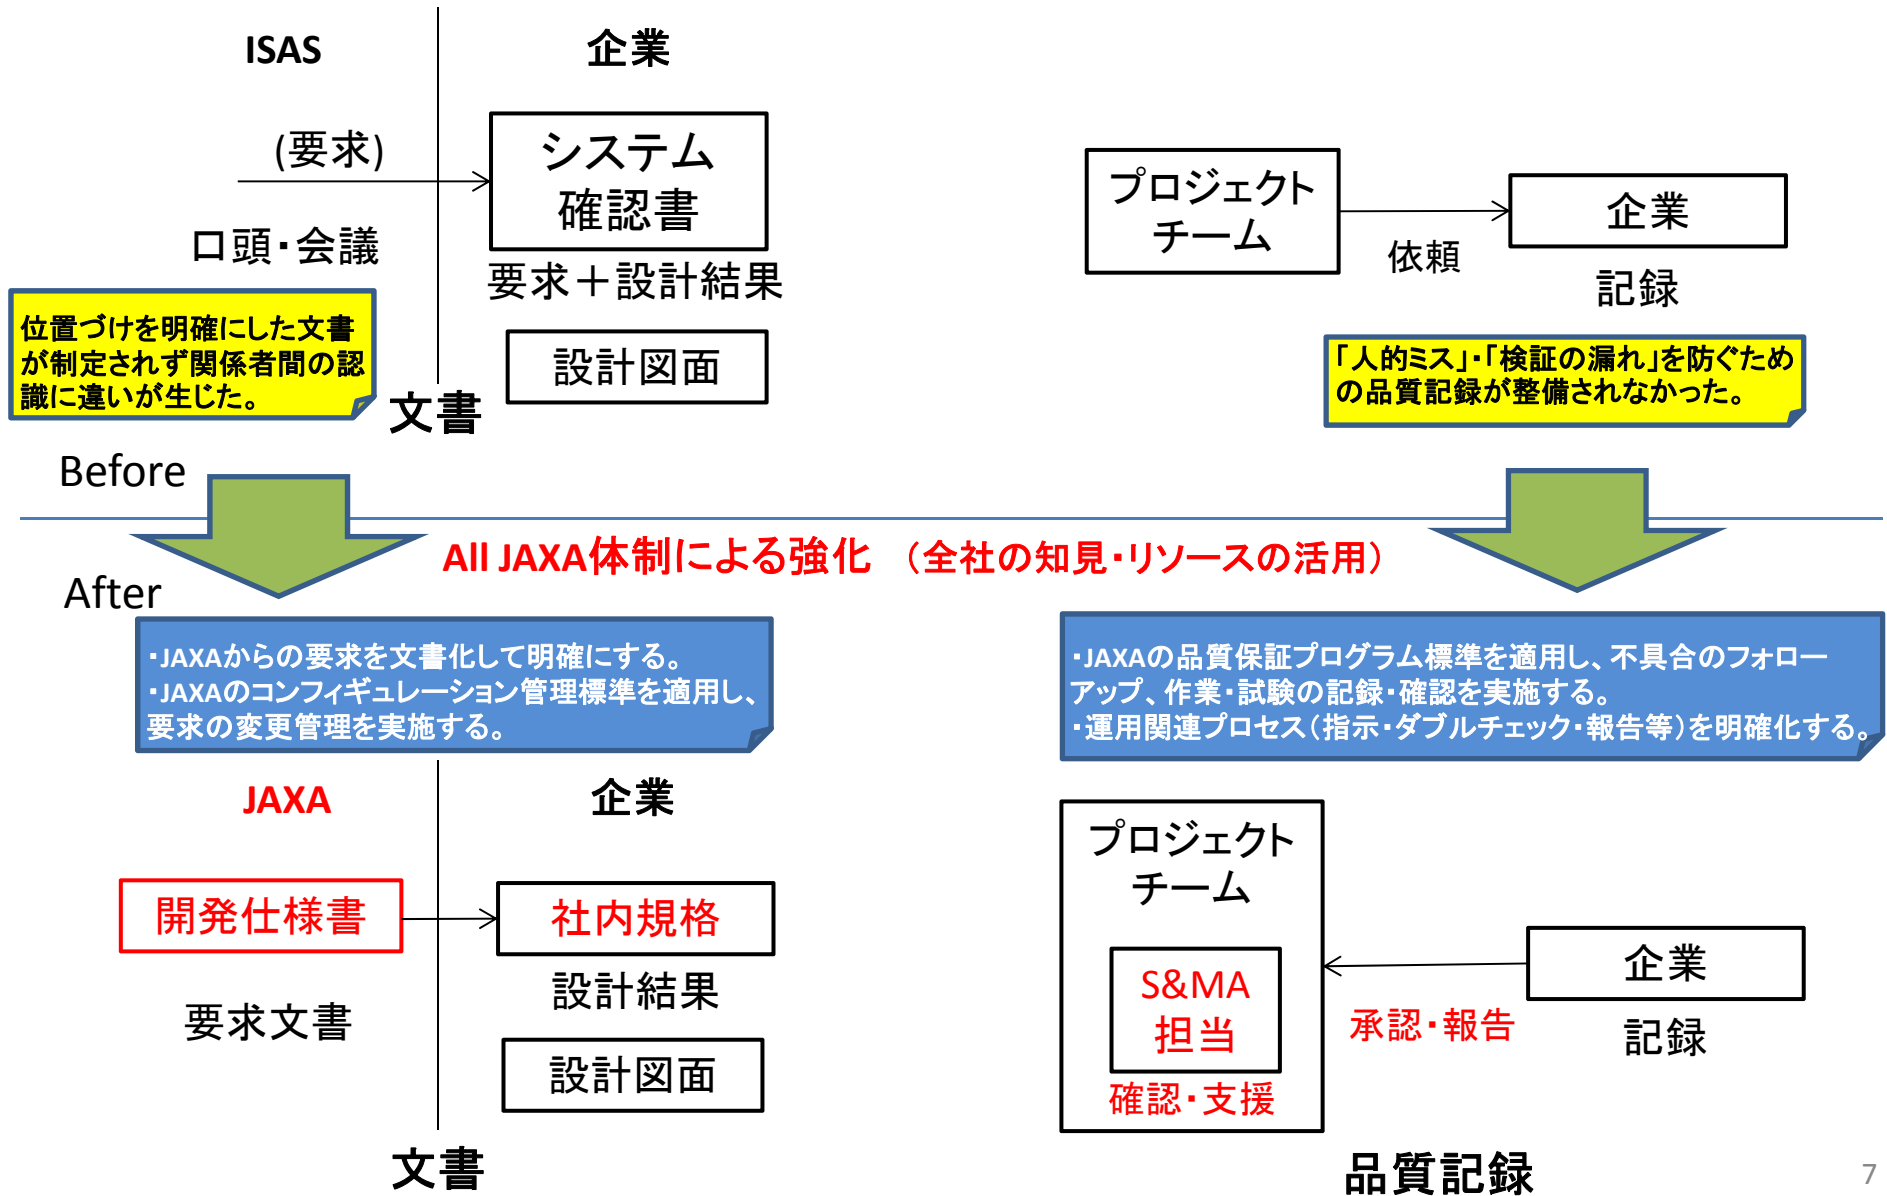 ISAS
企業
(要求)
システム
確認書
口頭・会議
要求＋設計結果
設計図面
位置づけを明確にした文書
が制定されず関係者間の認
識に違いが生じた。
文書
プロジェクト
チーム
依頼
企業
記録
「人的ミス」・「検証の漏れ」を防ぐため
の品質記録が整備されなかった。
Before
All JAXA体制による強化　（全社の知見・リソースの活用）
After
・JAXAからの要求を文書化して明確にする。
・JAXAのコンフィギュレーション管理標準を適用し、
要求の変更管理を実施する。
・JAXAの品質保証プログラム標準を適用し、不具合のフォロー
アップ、作業・試験の記録・確認を実施する。
・運用関連プロセス（指示・ダブルチェック・報告等）を明確化する。
JAXA
企業
開発仕様書
社内規格
設計結果
要求文書
設計図面
文書
プロジェクト
チーム
S&MA
担当
確認・支援
企業
承認・報告
記録
品質記録
7